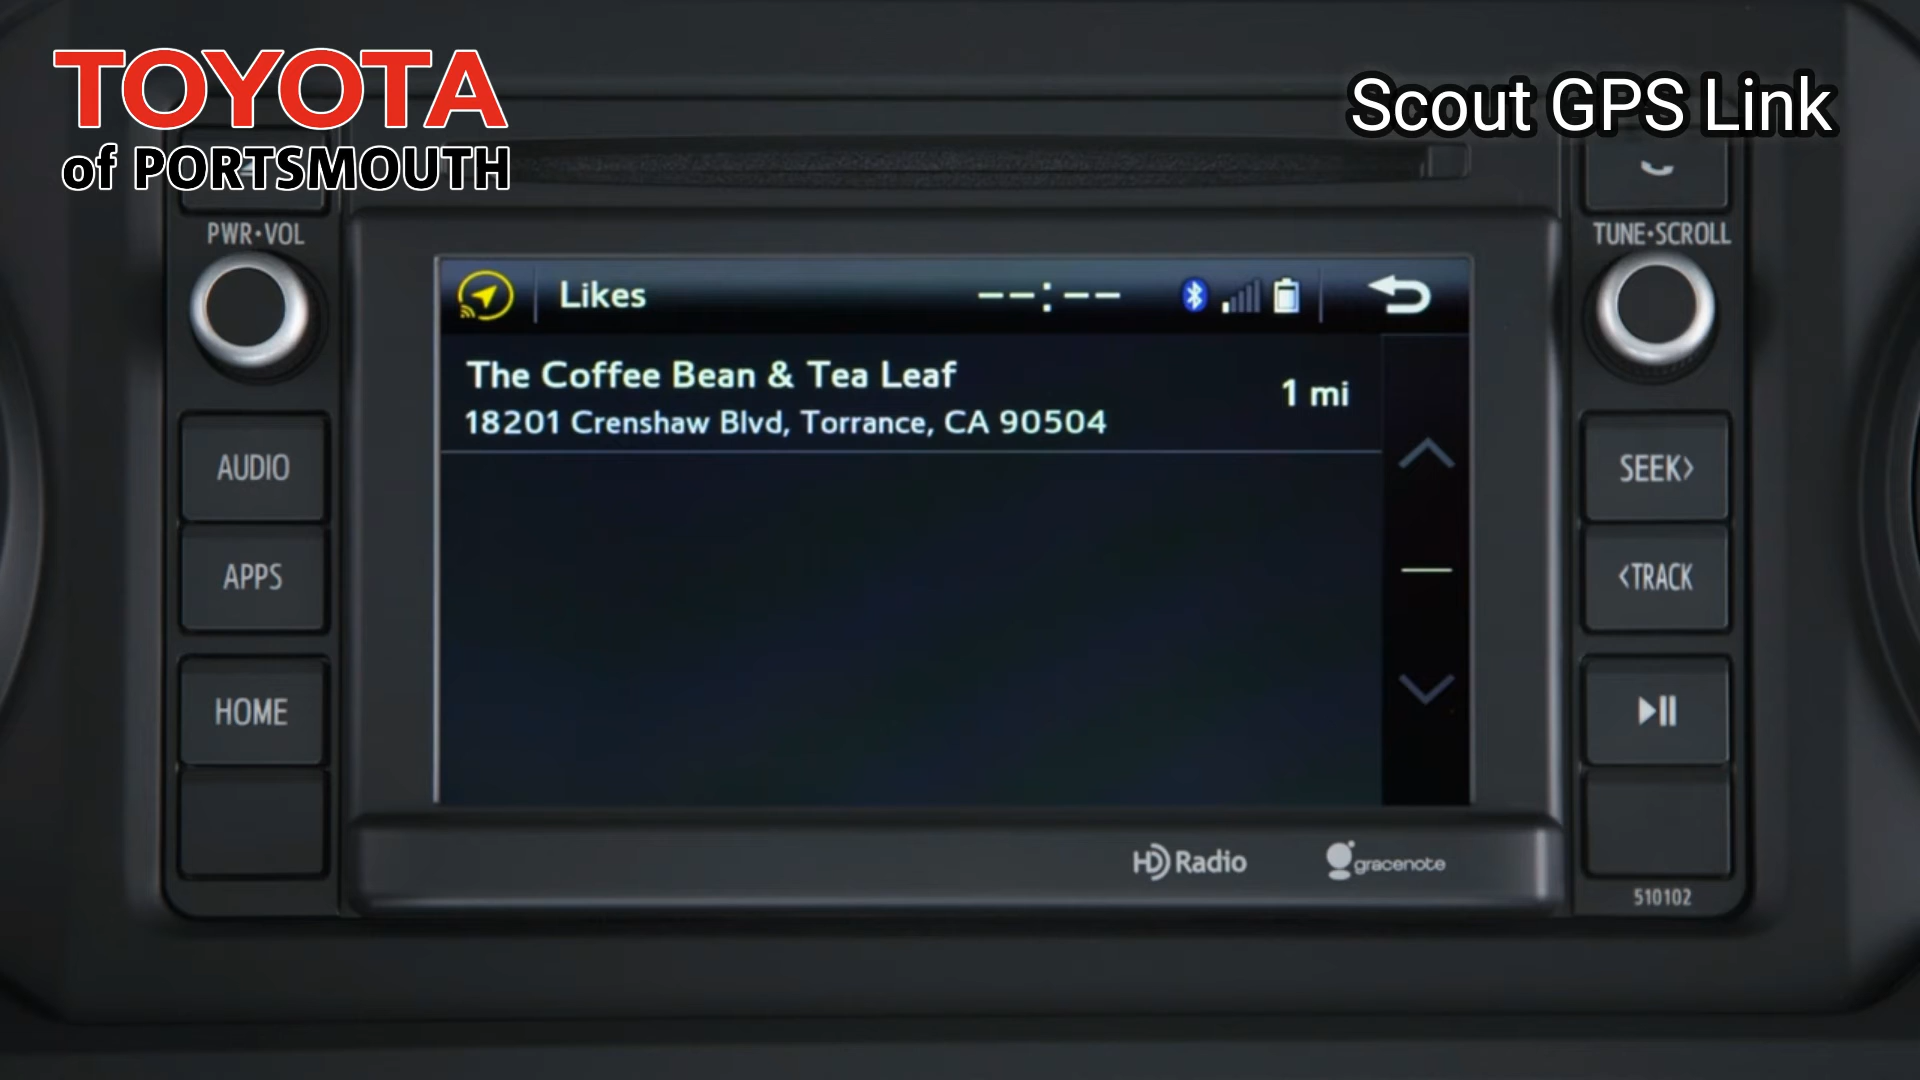 TOYOTA
of PORTSMOUTH
Scout GPS Link
PWR•VOL
TUNE•SCROLL
Likes
--:--
The Coffee Bean & Tea Leaf
18201 Crenshaw Blvd, Torrance, CA 90504
1 mi
AUDIO
APPS
HOME
SEEK>
<TRACK
HD Radio
gracenote
510102